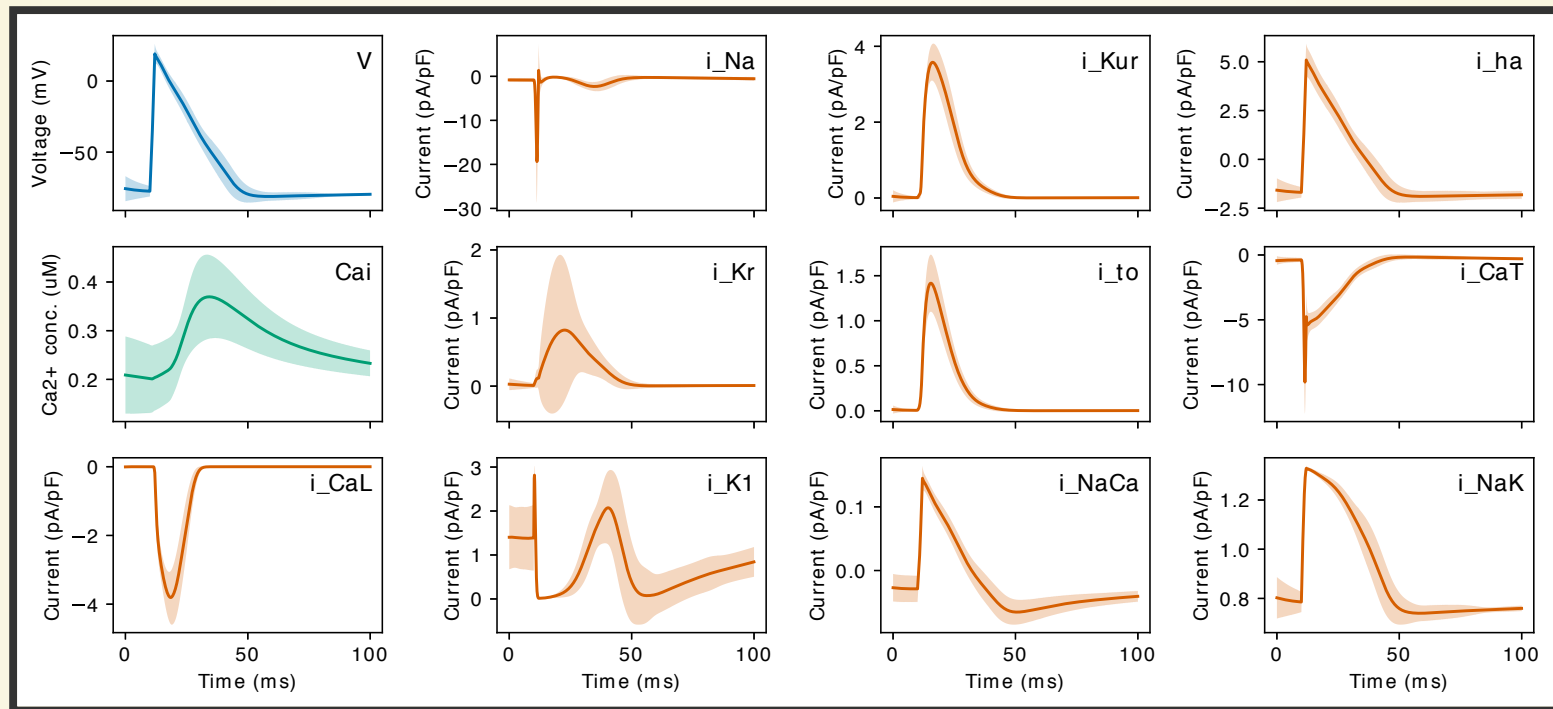 V
Voltage (mV)
0
−50
i_Na
Current (pA/pF)
0
−10
−20
−30
i_Kur
Current (pA/pF)
4
2
0
i_ha
Current (pA/pF)
5.0
2.5
0.0
−2.5
Cai
Ca2+ conc. (uM)
0.4
0.3
0.2
i_Kr
Current (pA/pF)
2
1
0
i_to
Current (pA/pF)
1.5
1.0
0.5
0.0
i_CaT
Current (pA/pF)
0
−5
−10
i_CaL
Current (pA/pF)
0
−2
−4
0 50 100
Time (ms)
i_K1
Current (pA/pF)
3
2
1
0
0 50 100
Time (ms)
i_NaCa
Current (pA/pF)
0.1
0.0
0 50 100
Time (ms)
i_NaK
Current (pA/pF)
1.2
1.0
0.8
0 50 100
Time (ms)